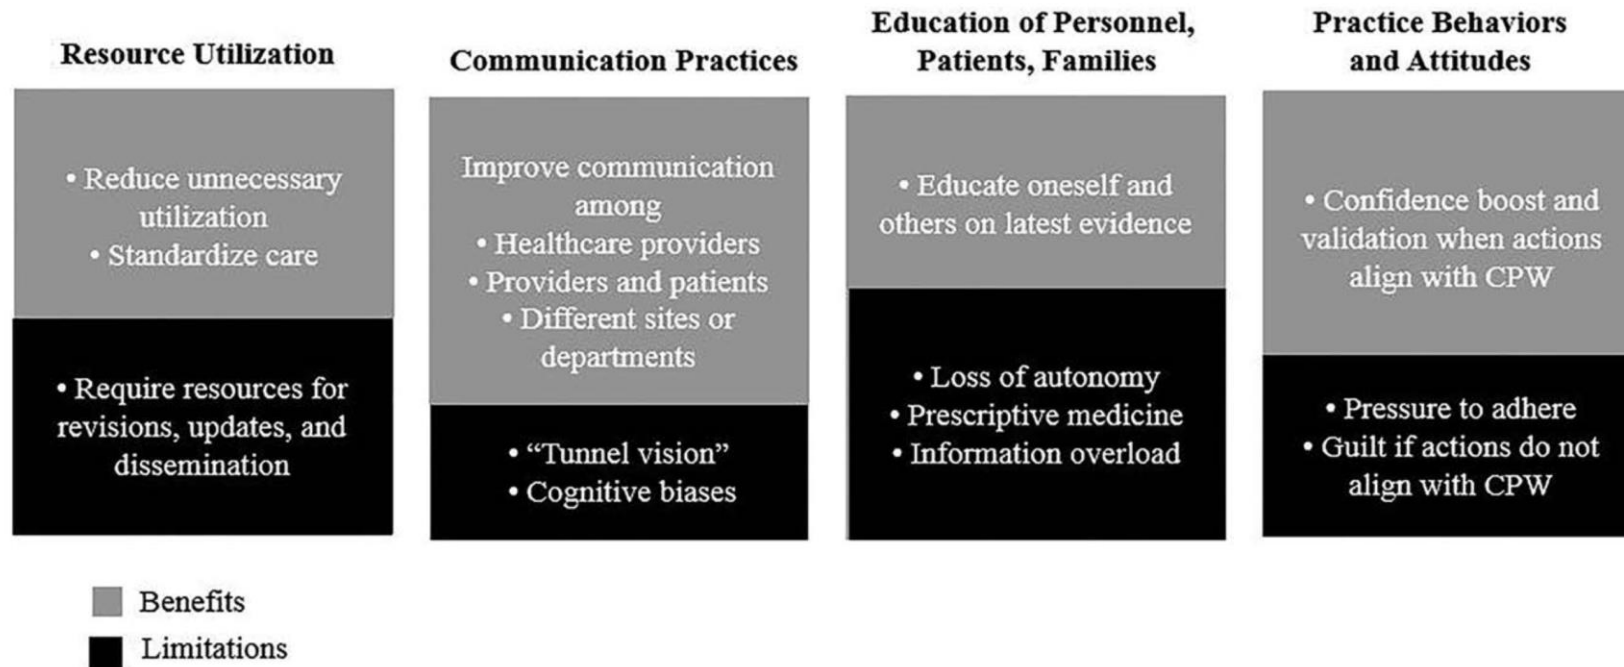 Resource Utilization
• Reduce unnecessary
utilization
• Standardize care
• Require resources for
revisions, updates, and
dissemination
Communication Practices
Improve communication
among
• Healthcare providers
• Providers and patients
• Different sites or
departments
• “Tunnel vision”
• Cognitive biases
Education of Personnel,
Patients, Families
• Educate oneself and
others on latest evidence
• Loss of autonomy
• Prescriptive medicine
• Information overload
Practice Behaviors
and Attitudes
• Confidence boost and
validation when actions
align with CPW
• Pressure to adhere
• Guilt if actions do not
align with CPW
Benefits
Limitations